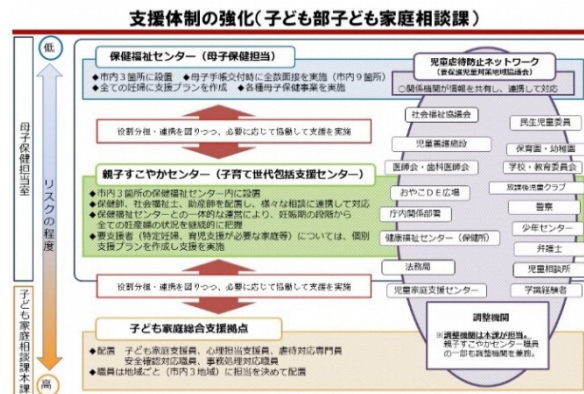 支援体制の強化(子ども部子ども家庭相談課)
低
リスクの程度
高
母子保健担当室
子ども家庭相談課本課
保健福祉センター(母子保健担当)
◆市内3箇所に設置 ◆母子手帳交付時に全数面接を実施(市内9箇所)
◆全ての妊婦に支援プランを作成 ◆各種母子保健事業を実施
役割分担・連携を図りつつ、必要に応じて協働して支援を実施
親子すこやかセンター(子育て世代包括支援センター)
◆市内3箇所の保健福祉センター内に設置
◆保健師、社会福祉士、助産師を配置し、様々な相談に連携して対応
◆保健福祉センターとの一体的な運営により、妊娠期の段階から
全ての妊産婦の状況を継続的に把握
◆要支援者(特定妊婦、育児支援が必要な家庭等)については、個別
支援プランを作成し支援を実施
役割分担・連携を図りつつ、必要に応じて協働して支援を実施
子ども家庭総合支援拠点
◆配置 子ども家庭支援員、心理担当支援員、虐待対応専門員
安全確認対応職員、事務処理対応職員
◆職員は地域ごと(市内3地域)に担当を決めて配置
児童虐待防止ネットワーク
(要保護児童対策地域協議会)
○関係機関が情報を共有し、連携して対応
社会福祉協議会
民生児童委員
児童養護施設
保育園・幼稚園
医師会・歯科医師会
学校・教育委員会
おやこDE広場
放課後児童クラブ
庁内関係部署
警察
健康福祉センター(保健所)
少年センター
弁護士
法務局
児童相談所
児童家庭支援センター
学識経験者
調整機関
※調整機関は本課が担当。
親子すこやかセンター職員
の一部も調整機関を兼務。